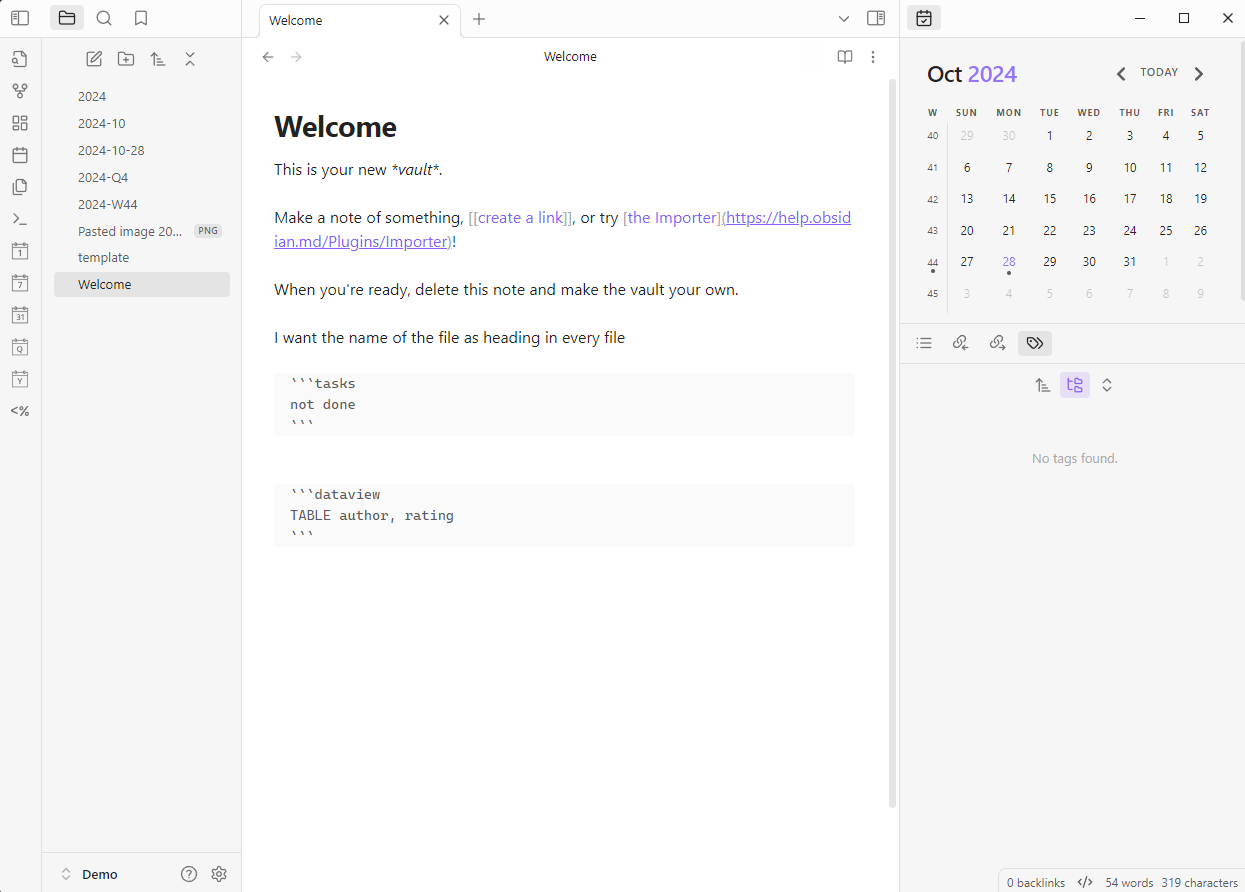 Welcome
Welcome
2024
2024-10
2024-10-28
2024-Q4
2024-W44
Pasted image 20... PNG
template
Welcome
1
7
31
Q
Y
<%
Demo
Welcome
This is your new *vault*.
Make a note of something, [[create a link]], or try [the Importer](https://help.obsid
ian.md/Plugins/Importer)!
When you're ready, delete this note and make the vault your own.
I want the name of the file as heading in every file
```tasks
not done
```
```dataview
TABLE author, rating
```
Oct 2024 TODAY
W SUN MON TUE WED THU FRI SAT
40 29 30 1 2 3 4 5
41 6 7 8 9 10 11 12
42 13 14 15 16 17 18 19
43 20 21 22 23 24 25 26
44 27 28 29 30 31 1 2
45 3 4 5 6 7 8 9
No tags found.
0 backlinks </> 54 words 319 characters